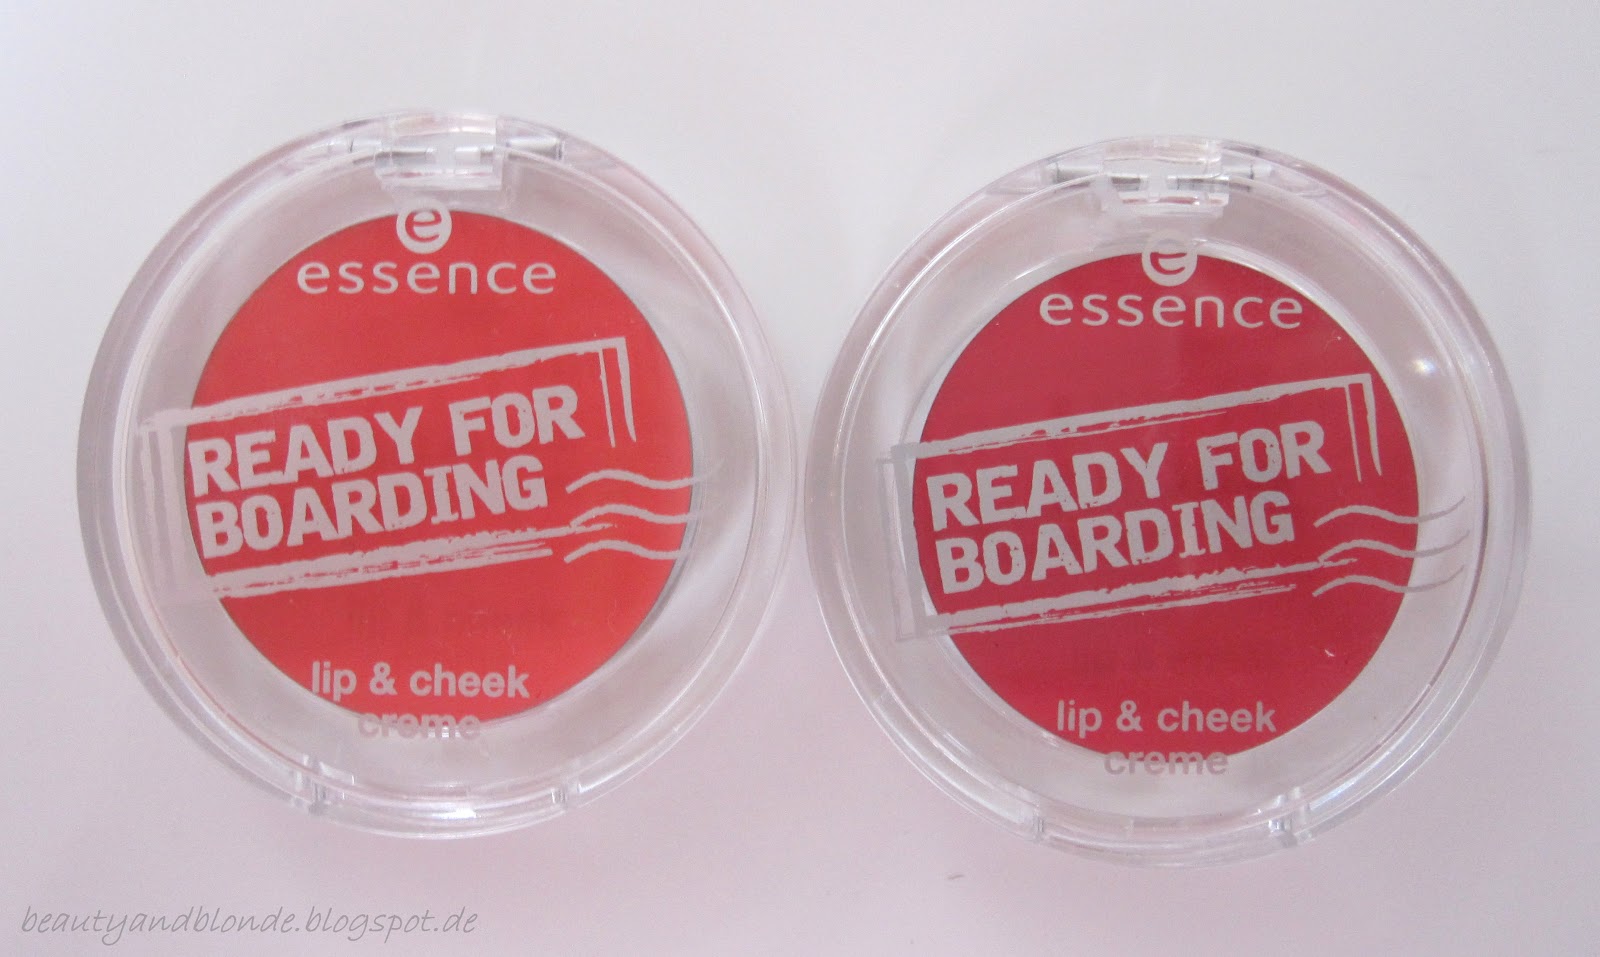 essence
READY FOR
BOARDING
lip & cheek
creme
essence
READY FOR
BOARDING
lip & cheek
creme
beautyandblonde.blogspot.de